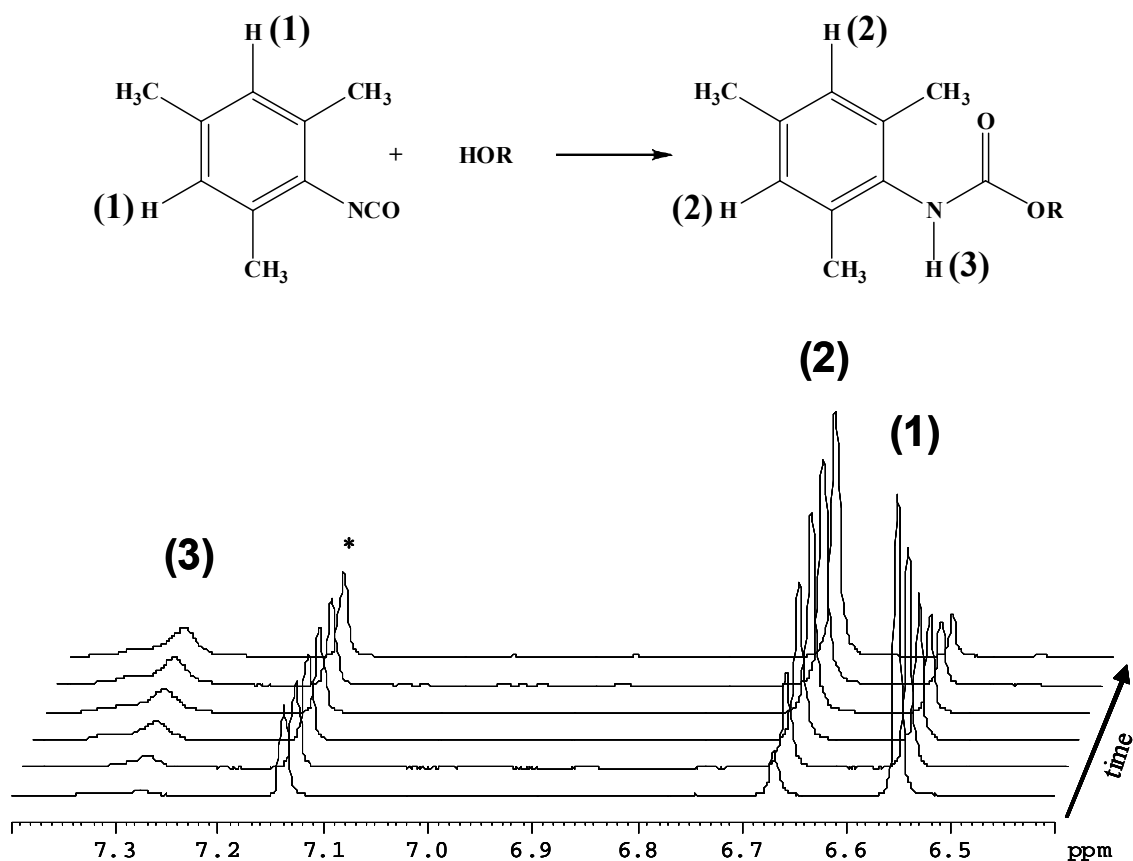 H (1) H (2)
H₃C CH₃ H₃C CH₃ O
+ HOR
(1) H NCO (2) H N OR
CH₃ CH₃ H (3)
(2)
(1)
(3) *
time
7.3 7.2 7.1 7.0 6.9 6.8 6.7 6.6 6.5 ppm